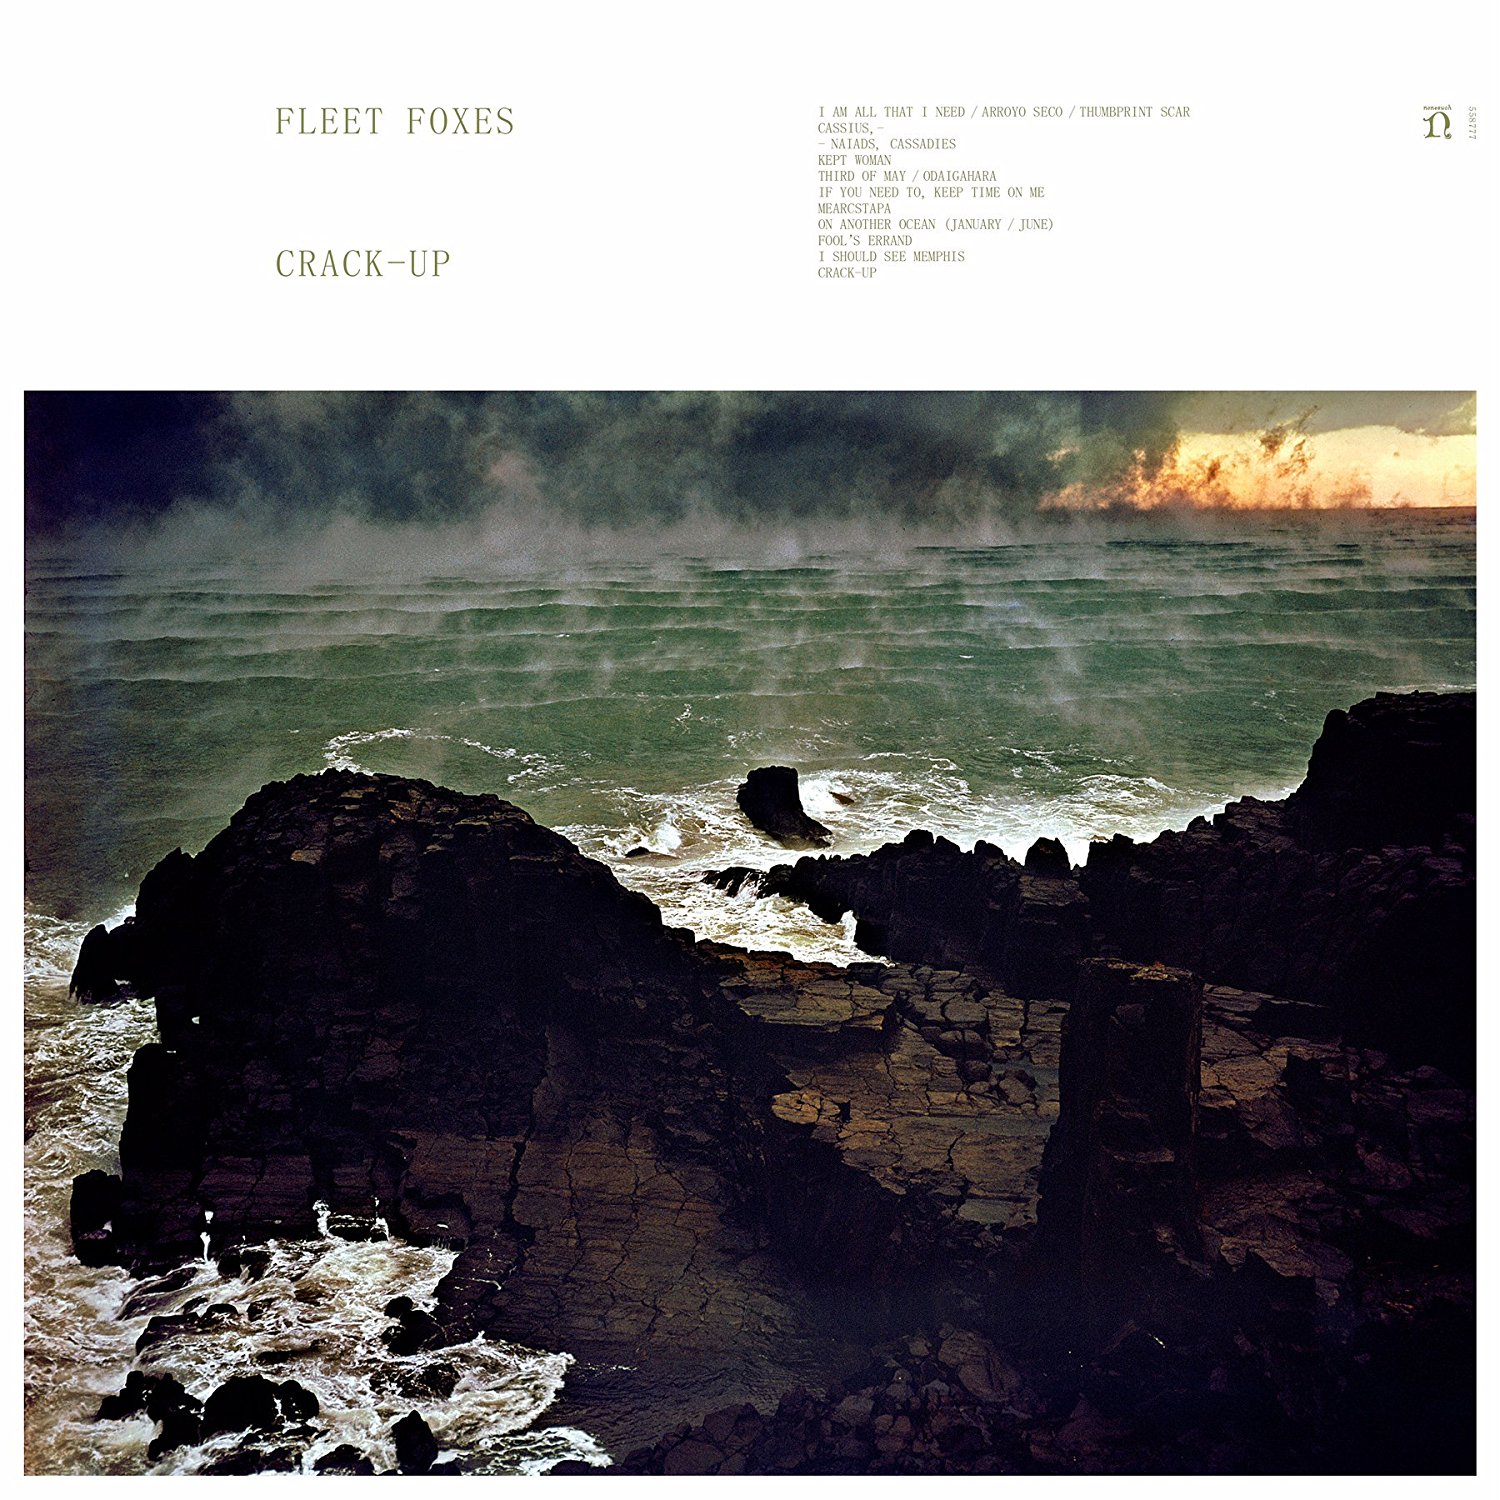 FLEET FOXES
CRACK-UP
I AM ALL THAT I NEED / ARROYO SECO / THUMBPRINT SCAR
CASSIUS, -
- NAIADS, CASSADIES
KEPT WOMAN
THIRD OF MAY / ODAIGAHARA
IF YOU NEED TO, KEEP TIME ON ME
MEARCSTAPA
ON ANOTHER OCEAN (JANUARY / JUNE)
FOOL'S ERRAND
I SHOULD SEE MEMPHIS
CRACK-UP
nonesuch
n
558777